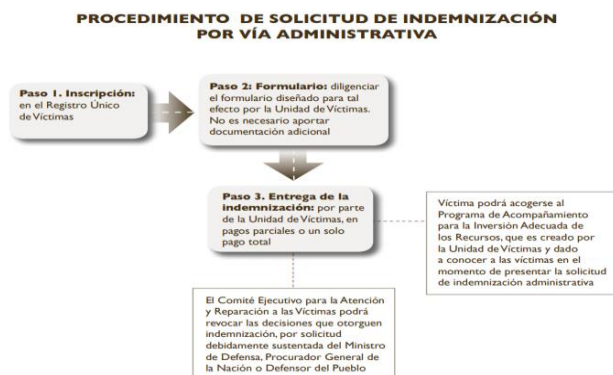 PROCEDIMIENTO DE SOLICITUD DE INDEMNIZACIÓN
POR VÍA ADMINISTRATIVA
Paso 1. Inscripción:
en el Registro Único
de Víctimas
Paso 2: Formulario: diligenciar
el formulario diseñado para tal
efecto por la Unidad de Víctimas.
No es necesario aportar
documentación adicional
Paso 3. Entrega de la
indemnización: por parte
de la Unidad de Víctimas, en
pagos parciales o un solo
pago total
Víctima podrá acogerse al
Programa de Acompañamiento
para la Inversión Adecuada de
los Recursos, que es creado por
la Unidad de Víctimas y dado
a conocer a las víctimas en el
momento de presentar la solicitud
de indemnización administrativa
El Comité Ejecutivo para la Atención
y Reparación a las Víctimas podrá
revocar las decisiones que otorguen
indemnización, por solicitud
debidamente sustentada del Ministro
de Defensa, Procurador General de
la Nación o Defensor del Pueblo